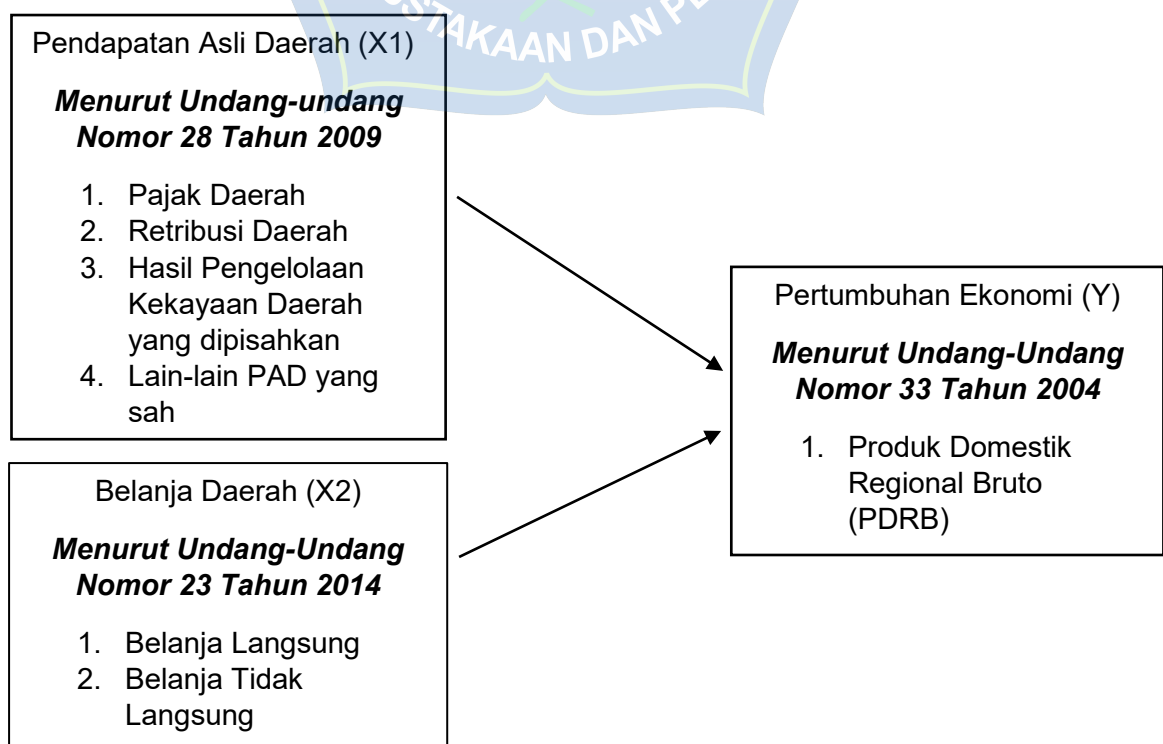 STAKAAN DAN PE
Pendapatan Asli Daerah (X1)
Menurut Undang-undang
Nomor 28 Tahun 2009
1. Pajak Daerah
2. Retribusi Daerah
3. Hasil Pengelolaan
Kekayaan Daerah
yang dipisahkan
4. Lain-lain PAD yang
sah
Belanja Daerah (X2)
Menurut Undang-Undang
Nomor 23 Tahun 2014
1. Belanja Langsung
2. Belanja Tidak
Langsung
Pertumbuhan Ekonomi (Y)
Menurut Undang-Undang
Nomor 33 Tahun 2004
1. Produk Domestik
Regional Bruto
(PDRB)